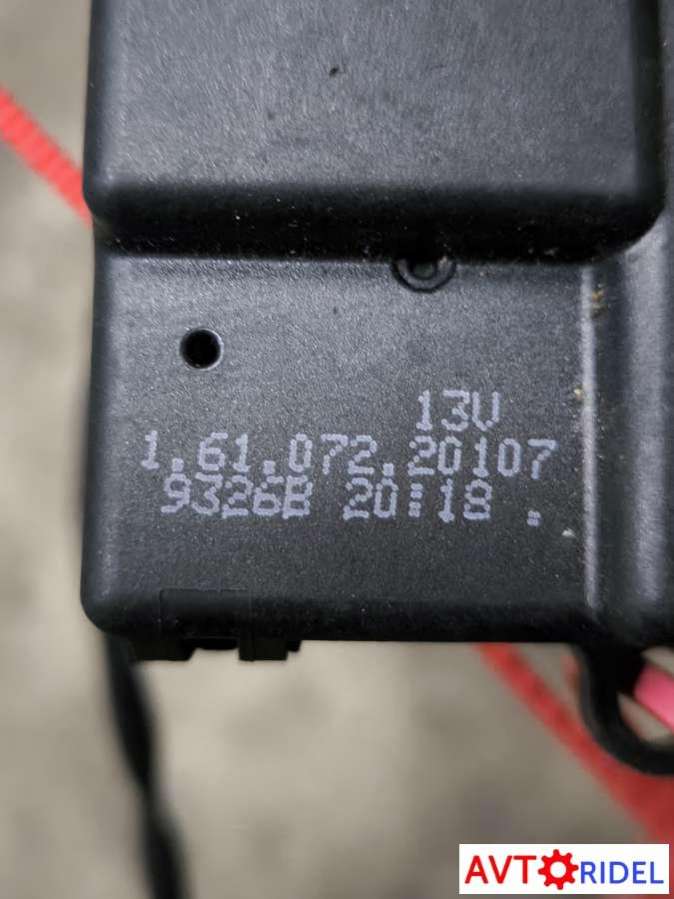 13V
1.61.072.20107
9326B 20:18 .
AVTORIDEL